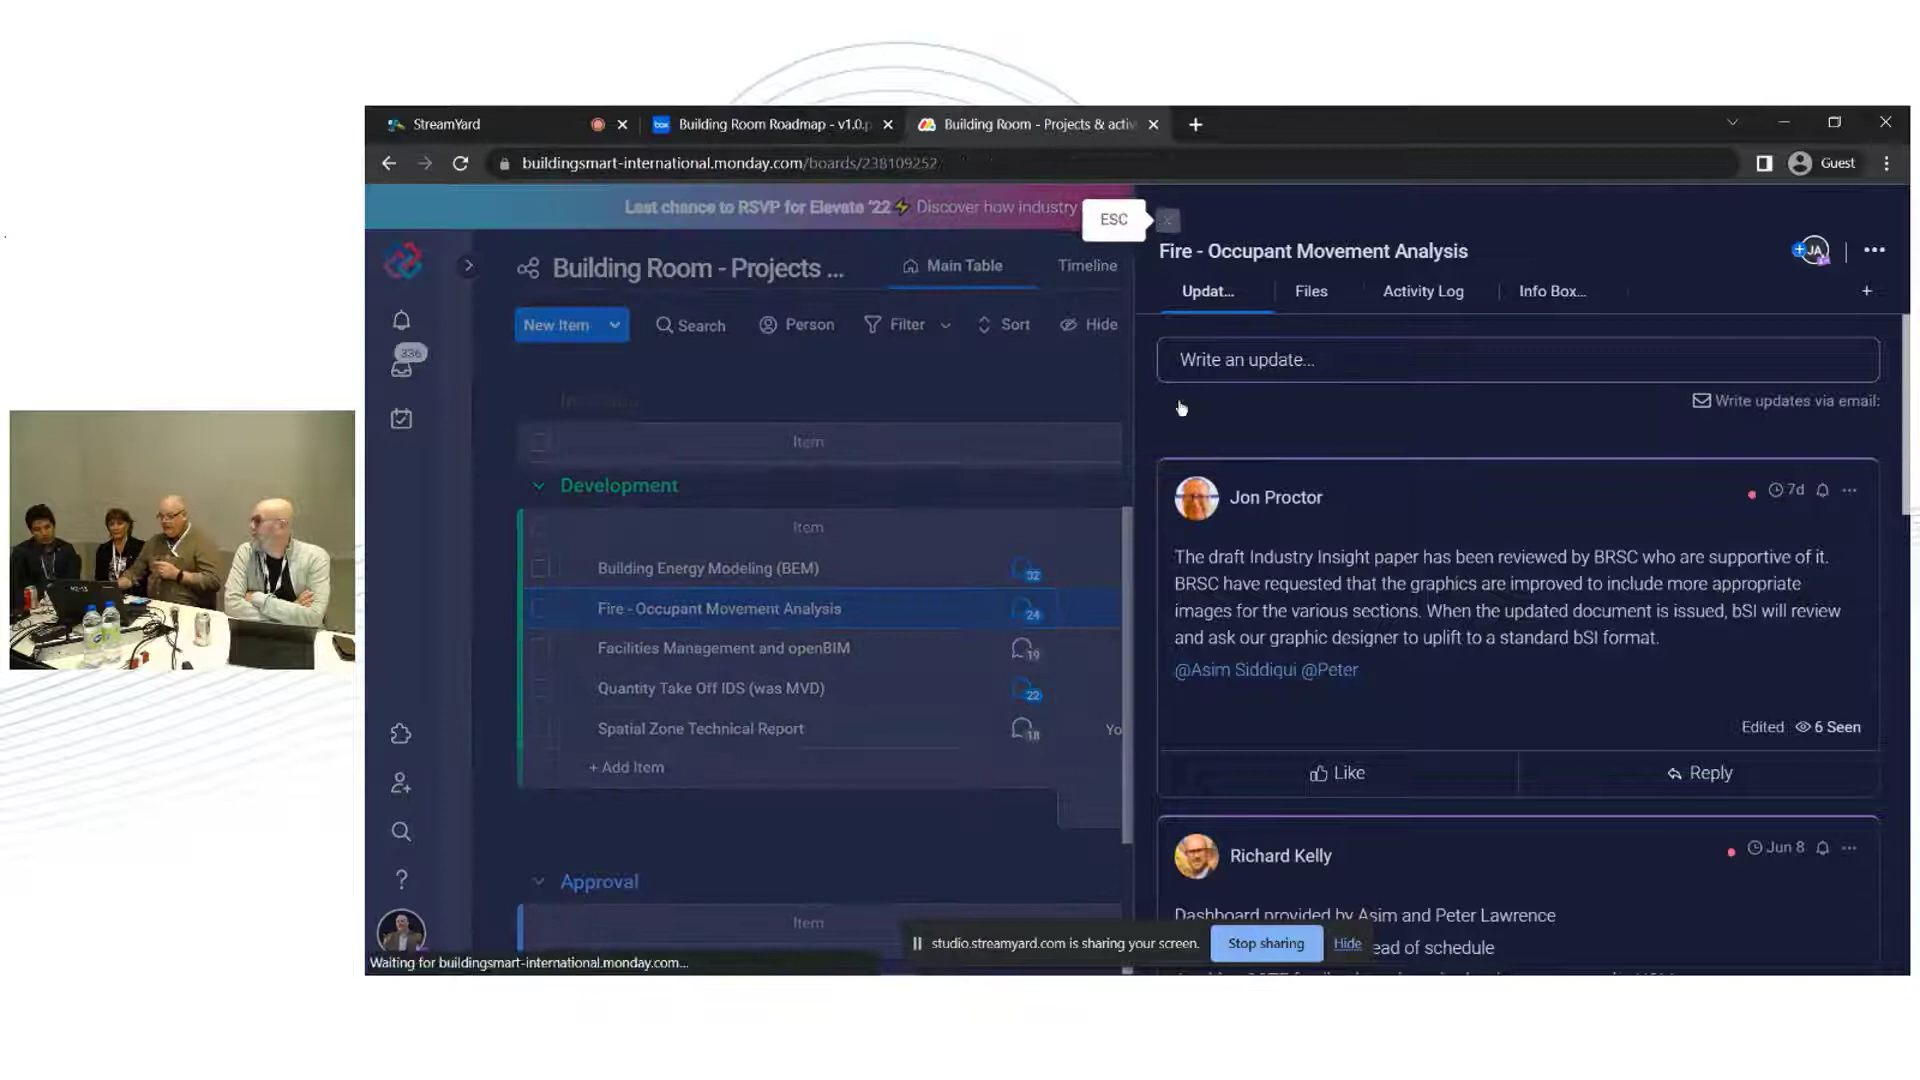 StreamYard
Building Room Roadmap - v1.0.p
Building Room - Projects & activ
buildingsmart-international.monday.com/boards/238109252
Guest
Last chance to RSVP for Elevate '22⚡ Discover how industry
ESC
Building Room - Projects ...
Main Table
Timeline
New Item
Search
Person
Filter
Sort
Hide
336
Item
Development
Item
Building Energy Modeling (BEM)
32
Fire - Occupant Movement Analysis
24
Facilities Management and openBIM
19
Quantity Take Off IDS (was MVD)
22
Spatial Zone Technical Report
18
Yo
+ Add Item
Approval
Item
Waiting for buildingsmart-international.monday.com...
Fire - Occupant Movement Analysis
JA
Updat...
Files
Activity Log
Info Box...
Write an update...
Write updates via email:
Jon Proctor
7d
The draft Industry Insight paper has been reviewed by BRSC who are supportive of it.
BRSC have requested that the graphics are improved to include more appropriate
images for the various sections. When the updated document is issued, bSI will review
and ask our graphic designer to uplift to a standard bSI format.
@Asim Siddiqui @Peter
Edited 6 Seen
Like
Reply
Richard Kelly
Jun 8
Dashboard provided by Asim and Peter Lawrence
ead of schedule
studio.streamyard.com is sharing your screen.
Stop sharing
Hide